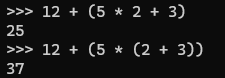 >>> 12 + (5 * 2 + 3)
25
>>> 12 + (5 * (2 + 3))
37